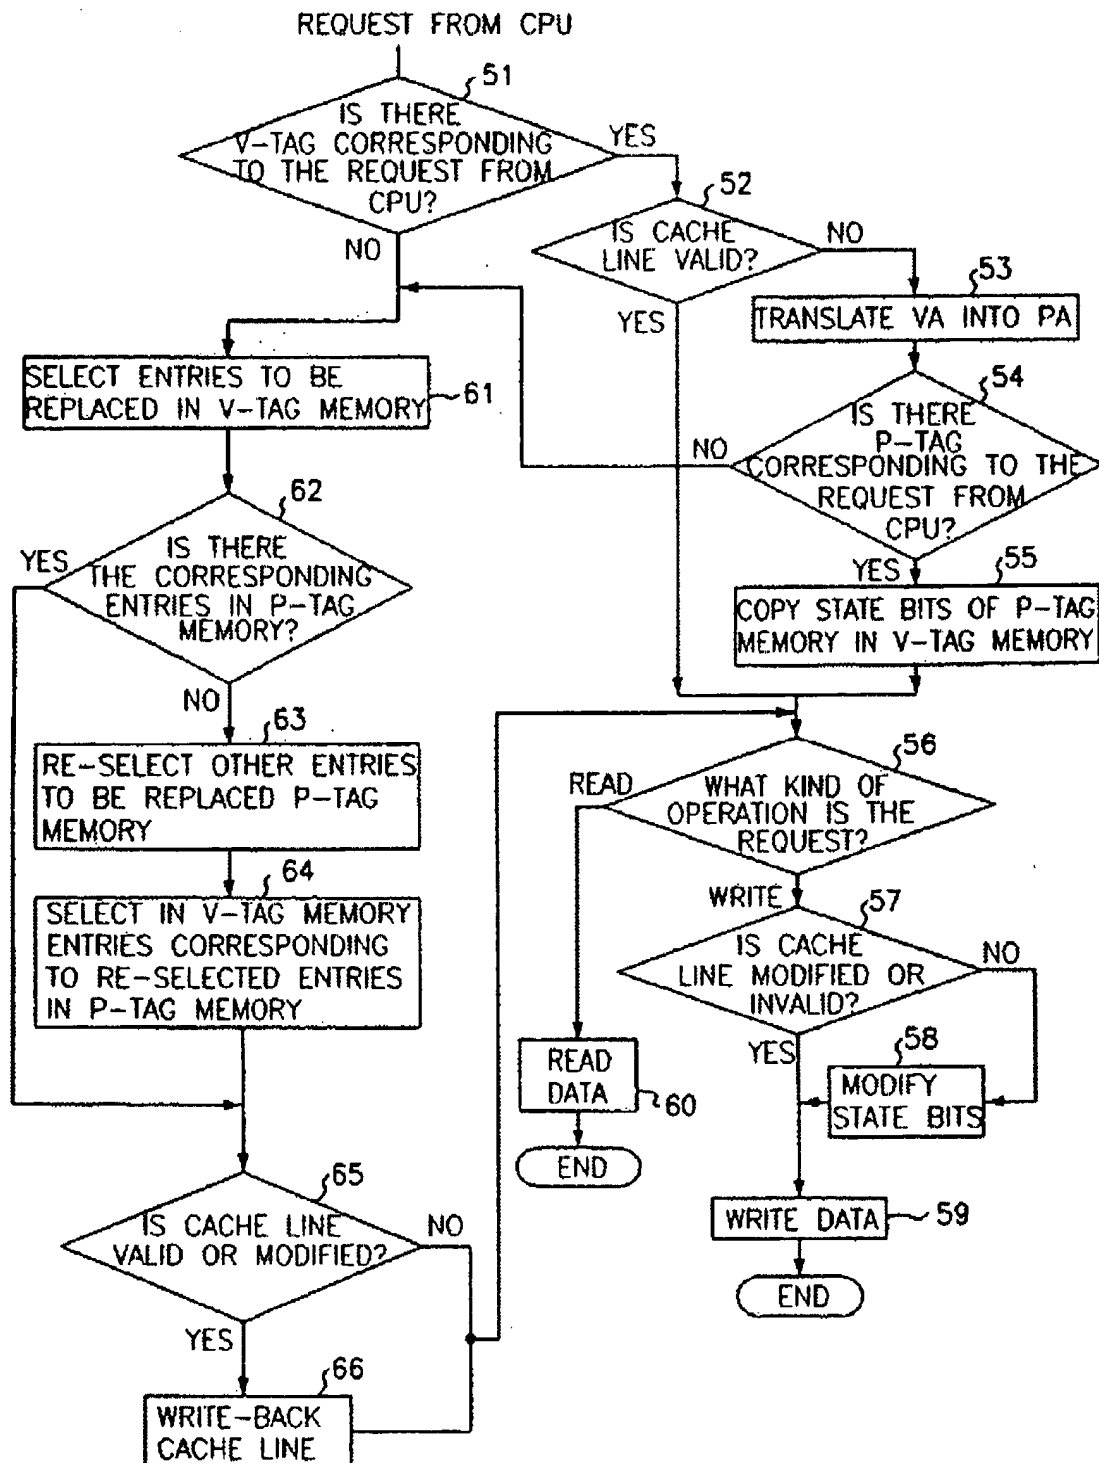 REQUEST FROM CPU
51
IS THERE
V-TAG CORRESPONDING
TO THE REQUEST FROM
CPU?
YES
NO
52
IS CACHE
LINE VALID?
NO
YES
53
TRANSLATE VA INTO PA
54
IS THERE
P-TAG
CORRESPONDING TO THE
REQUEST FROM
CPU?
NO
YES
55
COPY STATE BITS OF P-TAG
MEMORY IN V-TAG MEMORY
SELECT ENTRIES TO BE
REPLACED IN V-TAG MEMORY
61
62
IS THERE
THE CORRESPONDING
ENTRIES IN P-TAG
MEMORY?
YES
NO
63
RE-SELECT OTHER ENTRIES
TO BE REPLACED P-TAG
MEMORY
64
SELECT IN V-TAG MEMORY
ENTRIES CORRESPONDING
TO RE-SELECTED ENTRIES
IN P-TAG MEMORY
65
IS CACHE LINE
VALID OR MODIFIED?
NO
YES
66
WRITE-BACK
CACHE LINE
56
WHAT KIND OF
OPERATION IS THE
REQUEST?
READ
WRITE
57
IS CACHE
LINE MODIFIED OR
INVALID?
NO
YES
58
MODIFY
STATE BITS
READ
DATA
60
END
WRITE DATA
59
END